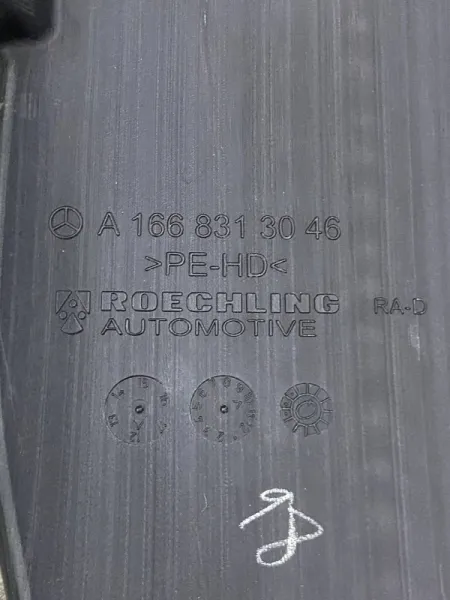 A 166 831 30 46
>PE-HD<
ROECHLING
AUTOMOTIVE
RA-D